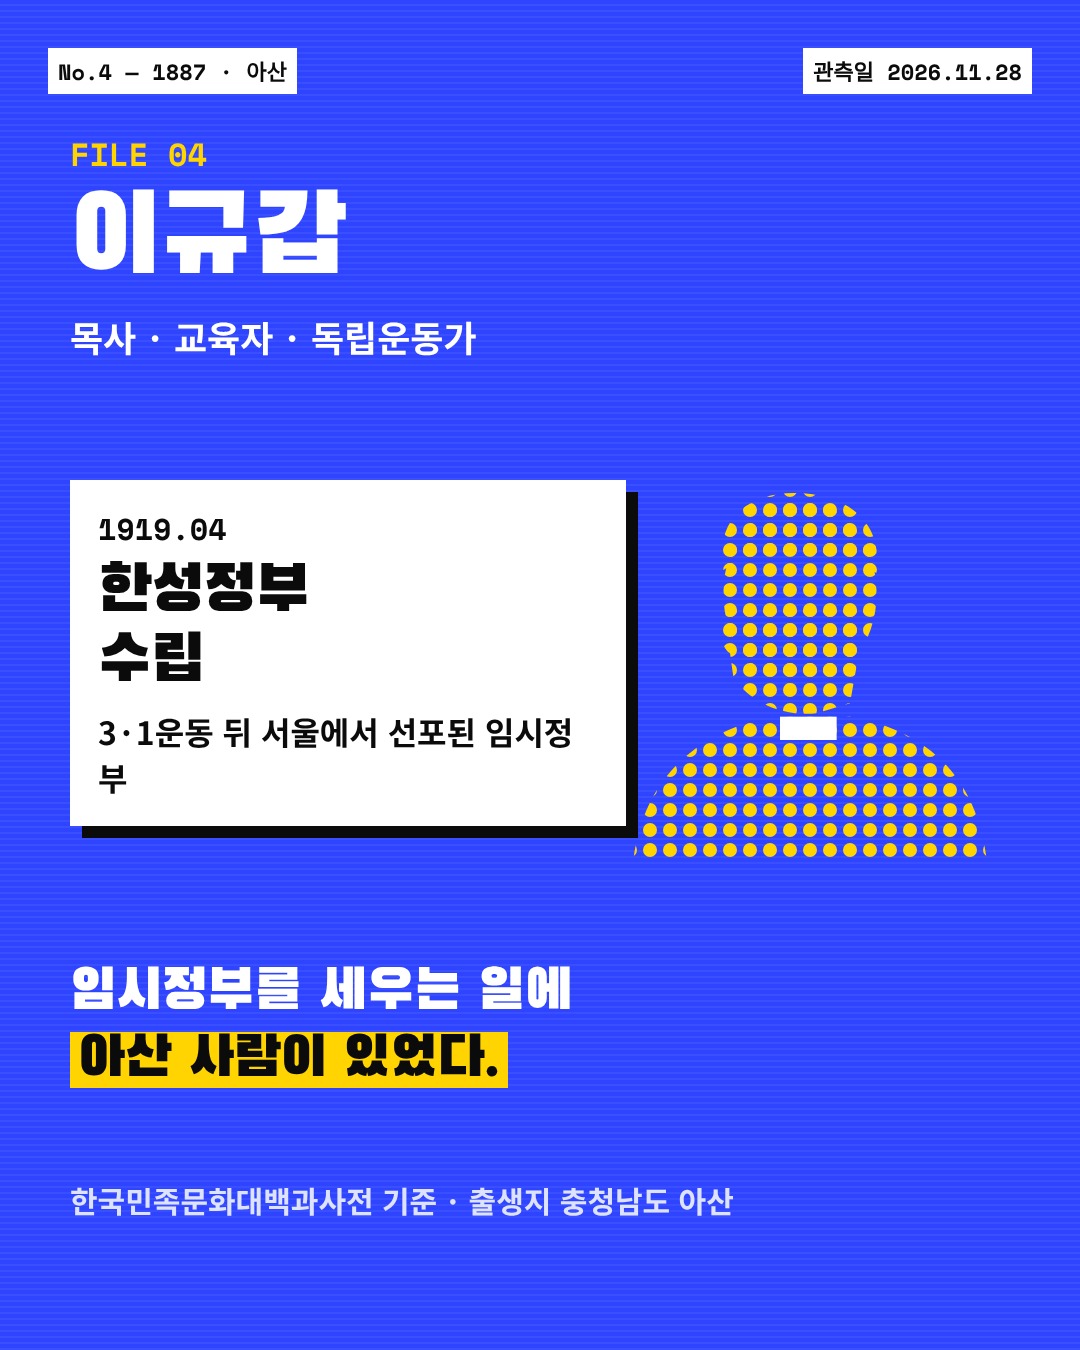 No.4 — 1887 · 아산
관측일 2026.11.28
FILE 04
이규갑
목사 · 교육자 · 독립운동가
1919.04
한성정부
수립
3·1운동 뒤 서울에서 선포된 임시정
부
임시정부를 세우는 일에
아산 사람이 있었다.
한국민족문화대백과사전 기준 · 출생지 충청남도 아산